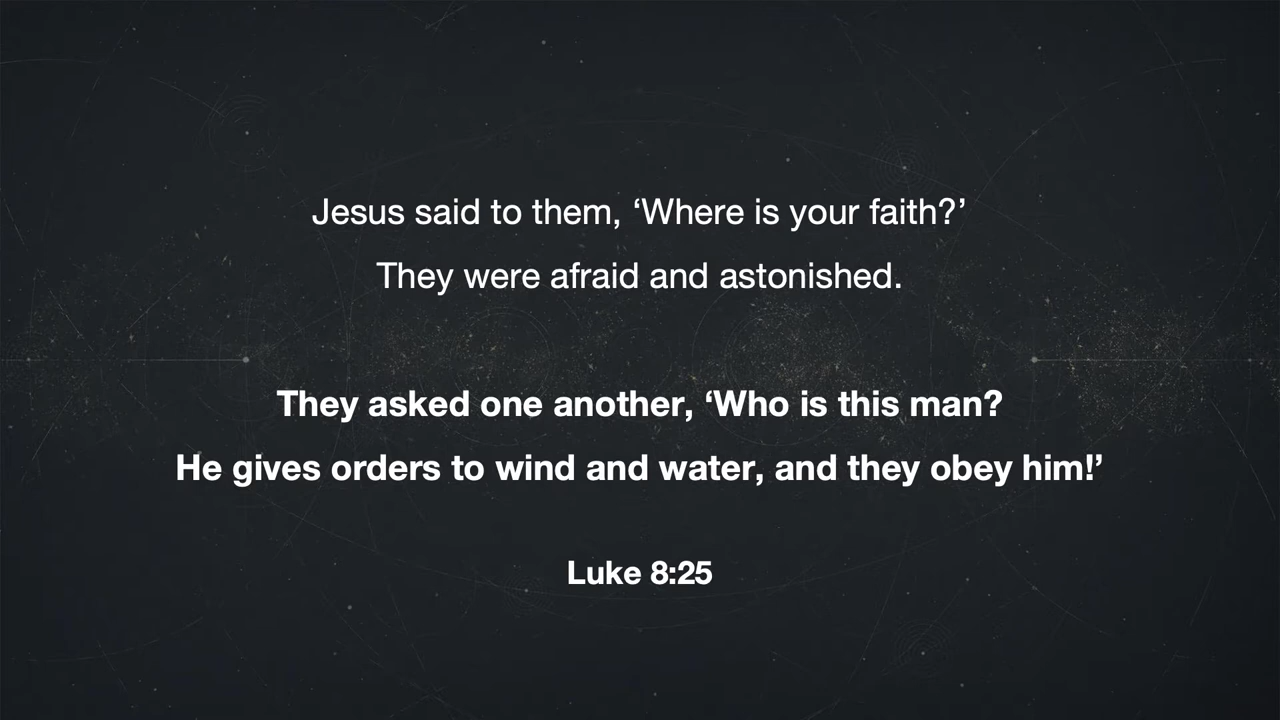 Jesus said to them, ‘Where is your faith?’
They were afraid and astonished.
They asked one another, ‘Who is this man?
He gives orders to wind and water, and they obey him!’
Luke 8:25